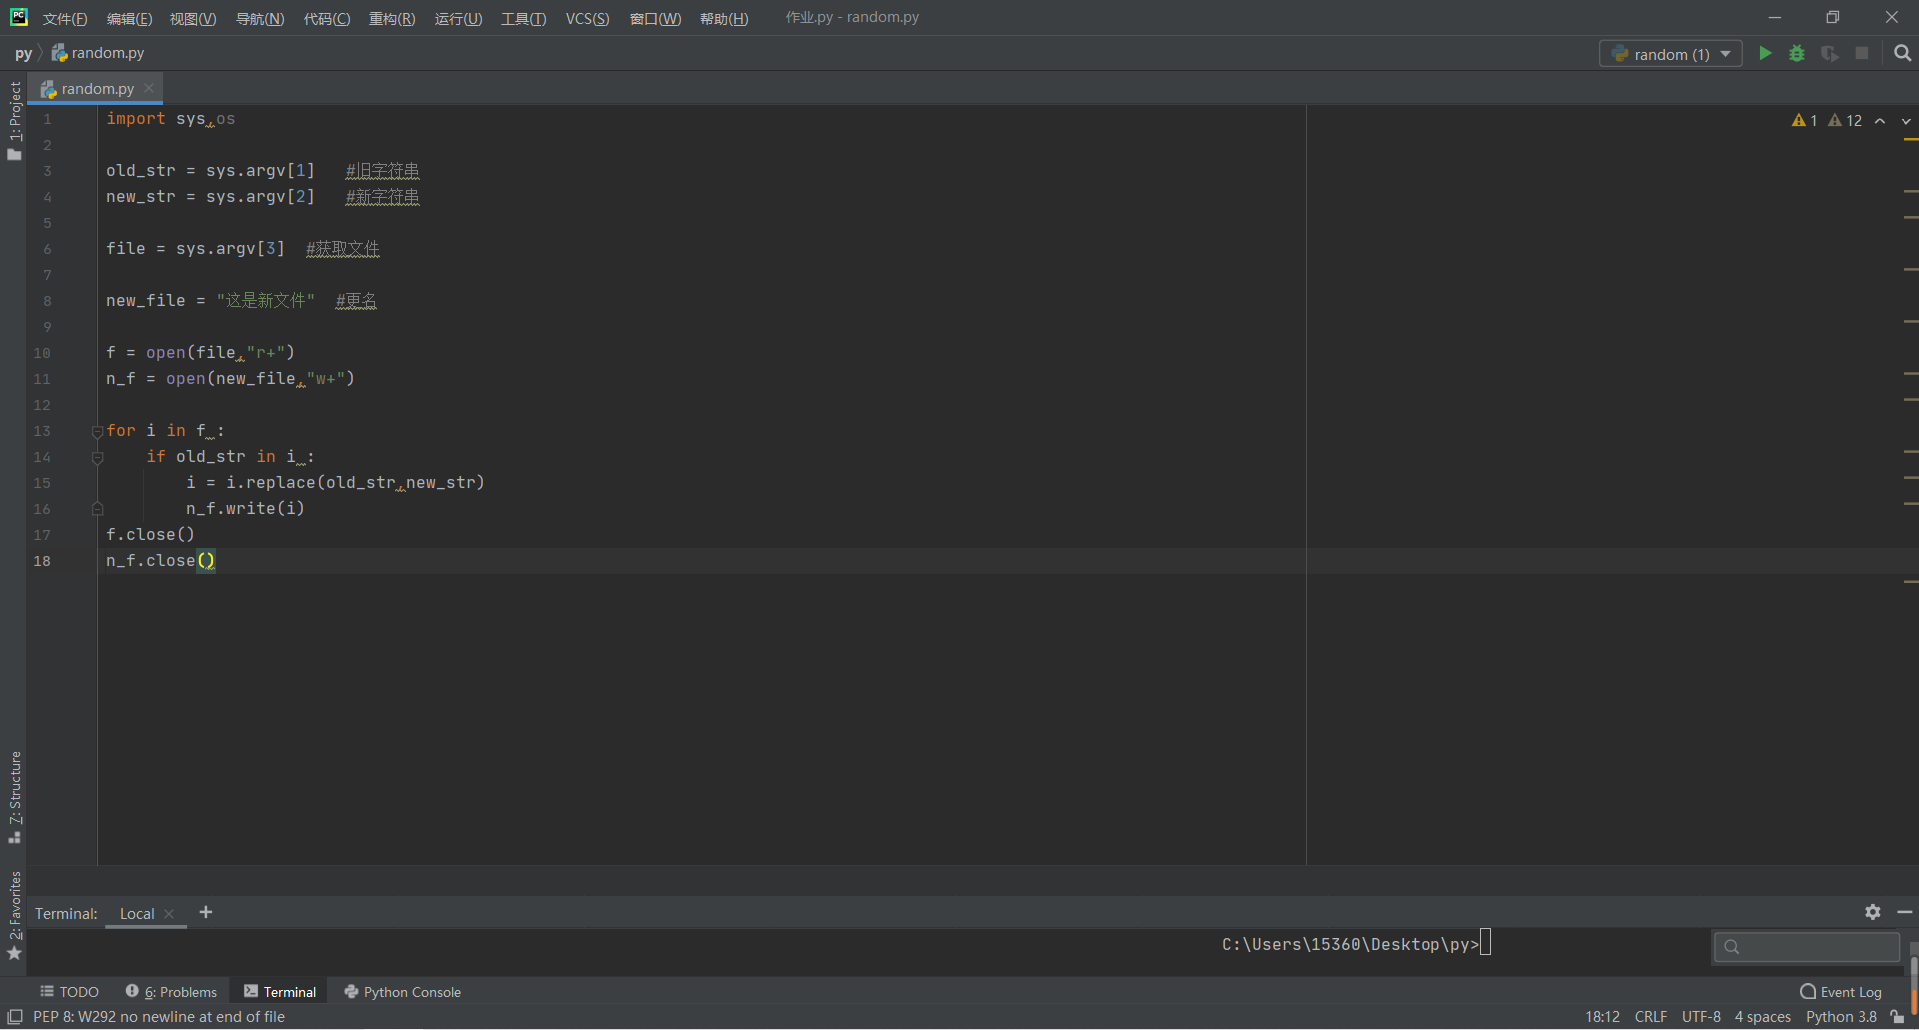 PC 文件(F) 编辑(E) 视图(V) 导航(N) 代码(C) 重构(R) 运行(U) 工具(T) VCS(S) 窗口(W) 帮助(H) 作业.py - random.py
py random.py random (1)
random.py
1: Project
1 import sys,os
1 12
2
3 old_str = sys.argv[1] #旧字符串
4 new_str = sys.argv[2] #新字符串
5
6 file = sys.argv[3] #获取文件
7
8 new_file = "这是新文件" #更名
9
10 f = open(file,"r+")
11 n_f = open(new_file,"w+")
12
13 for i in f :
14 if old_str in i :
15 i = i.replace(old_str,new_str)
16 n_f.write(i)
17 f.close()
18 n_f.close()
7: Structure
2: Favorites
Terminal: Local
C:\Users\15360\Desktop\py>
TODO 6: Problems Terminal Python Console Event Log
PEP 8: W292 no newline at end of file 18:12 CRLF UTF-8 4 spaces Python 3.8